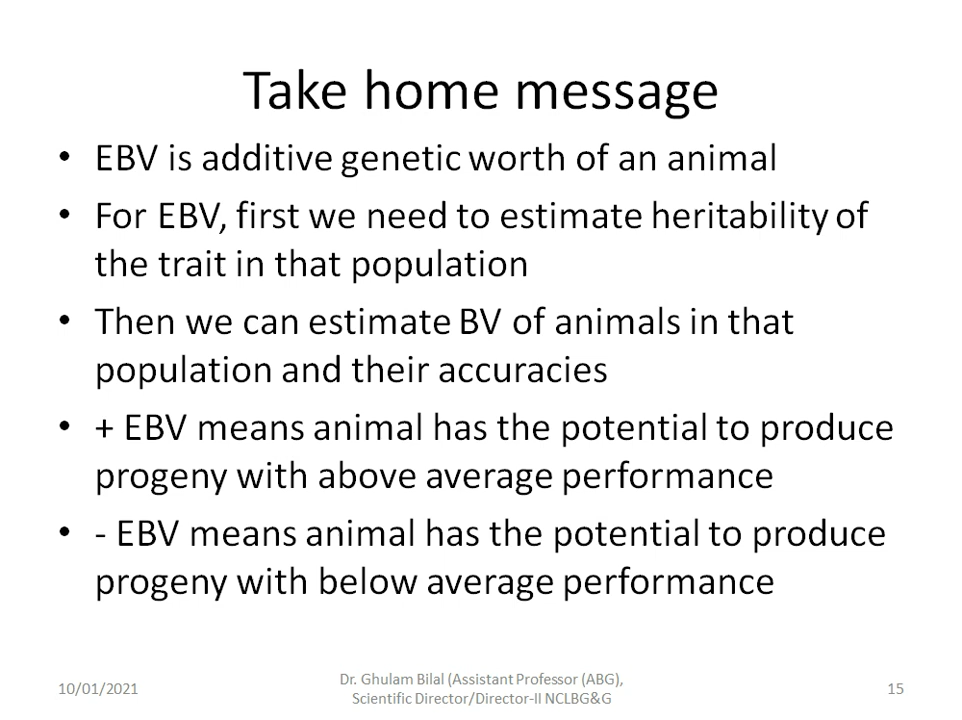 Take home message
• EBV is additive genetic worth of an animal
• For EBV, first we need to estimate heritability of
the trait in that population
• Then we can estimate BV of animals in that
population and their accuracies
• + EBV means animal has the potential to produce
progeny with above average performance
• - EBV means animal has the potential to produce
progeny with below average performance
10/01/2021
Dr. Ghulam Bilal (Assistant Professor (ABG),
Scientific Director/Director-II NCLBG&G
15